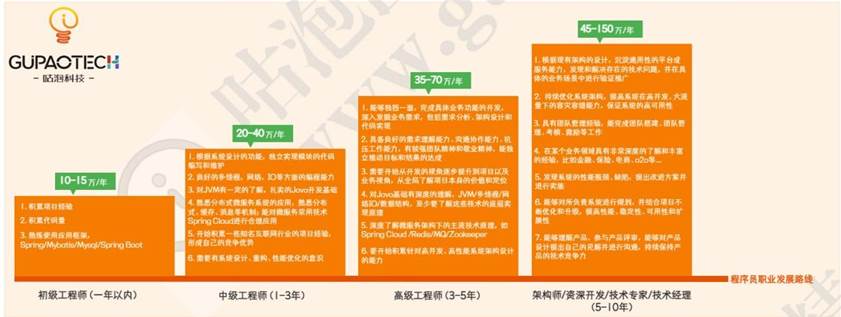 GUPAOTECH
- 咕泡科技 -
10-15万/年
1. 积累项目经验
2. 积累代码量
3. 熟练使用应用框架,
Spring/Mybatis/Mysql/Spring Boot
初级工程师（一年以内）
20-40万/年
1. 根据系统设计的功能，独立实现模块的代码
编写和维护
2. 良好的多线程、网络、IO等方面的编程能力
3. 对JVM有一定的了解，扎实的Java开发基础
4. 熟悉分布式微服务系统的应用，熟悉分布
式，缓存，消息等机制；能对微服务常用技术
Spring Cloud进行合理应用
5. 开始积累一些知名互联网行业的项目经验，
形成自己的竞争优势
6. 需要有系统设计、重构、性能优化的意识
中级工程师（1-3年）
35-70万/年
1. 能够独挡一面，完成具体业务功能的开发，
深入发掘业务需求，包括需求分析、架构设计和
代码实现
2. 具备良好的需求理解能力，沟通协作能力，抗
压工作能力，有较强团队精神和敬业精神，能独
立推动目标和结果的达成
3. 需要开始从开发的视角逐步提升到项目以及
业务视角，从全局了解项目本身的价值和定位
4. 对Java基础有深度的理解，JVM/多线程/网
络IO/数据结构，至少要了解这些技术的底层实
现原理
5. 深度了解微服务架构下的主流技术原理，如
Spring Cloud/Redis/MQ/Zookeeper
6. 要开始积累针对高并发、高性能系统架构设计
的能力
高级工程师（3-5年）
45-150万/年
1. 根据现有架构的设计，沉淀通用性的平台或
服务能力，发现和解决存在的技术问题，并在具
体的业务场景中进行验证推广
2. 持续优化系统架构，提高系统在高并发、大流
量下的容灾容错能力，保证系统的高可用性
3. 具有团队管理经验，能完成团队搭建、团队管
理、考核、激励等工作
4. 在某个业务领域具有非常深度的了解和丰富
的经验，比如金融、保险、电商、o2o等...
5. 发现系统的性能瓶颈、缺陷，提出改进方案并
进行实施
6. 能够对所负责系统进行规划，并结合项目不
断优化和升级，提高性能、稳定性、可用性和扩
展性
7. 能够理解产品、参与产品评审，能够对产品
设计提出自己的见解并进行沟通，持续保持产
品的技术竞争力
架构师/资深开发/技术专家/技术经理
（5-10年）
程序员职业发展路线